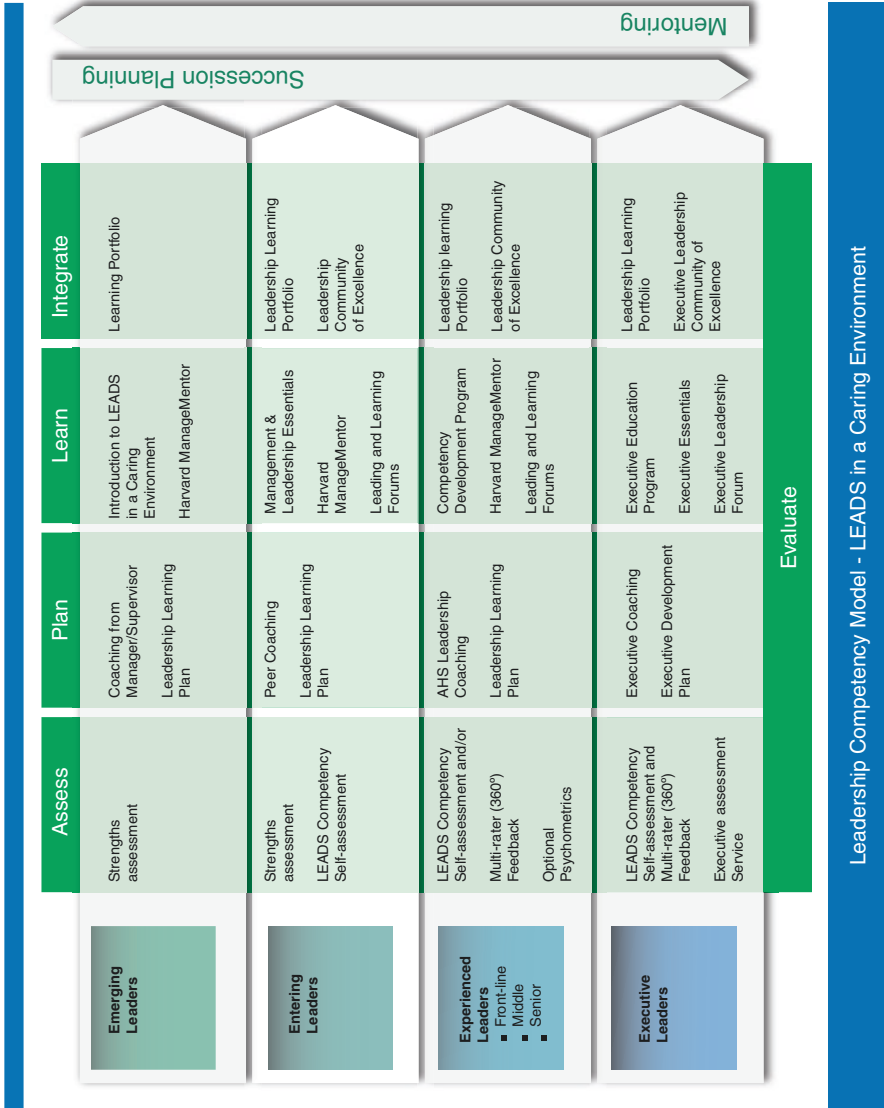 Assess
Plan
Learn
Integrate
Emerging
Leaders
Strengths
assessment
Coaching from
Manager/Supervisor
Leadership Learning
Plan
Introduction to LEADS
in a Caring
Environment
Harvard ManageMentor
Learning Portfolio
Entering
Leaders
Strengths
assessment
LEADS Competency
Self-assessment
Peer Coaching
Leadership Learning
Plan
Management &
Leadership Essentials
Harvard
ManageMentor
Leading and Learning
Forums
Leadership Learning
Portfolio
Leadership
Community
of Excellence
Experienced
Leaders
▪ Front-line
▪ Middle
▪ Senior
LEADS Competency
Self-assessment and/or
Multi-rater (360º)
Feedback
Optional
Psychometrics
AHS Leadership
Coaching
Leadership Learning
Plan
Competency
Development Program
Harvard ManageMentor
Leading and Learning
Forums
Leadership learning
Portfolio
Leadership Community
of Excellence
Executive
Leaders
LEADS Competency
Self-assessment and
Multi-rater (360º)
Feedback
Executive assessment
Service
Executive Coaching
Executive Development
Plan
Executive Education
Program
Executive Essentials
Executive Leadership
Forum
Leadership Learning
Portfolio
Executive Leadership
Community of
Excellence
Evaluate
Succession Planning
Mentoring
Leadership Competency Model - LEADS in a Caring Environment